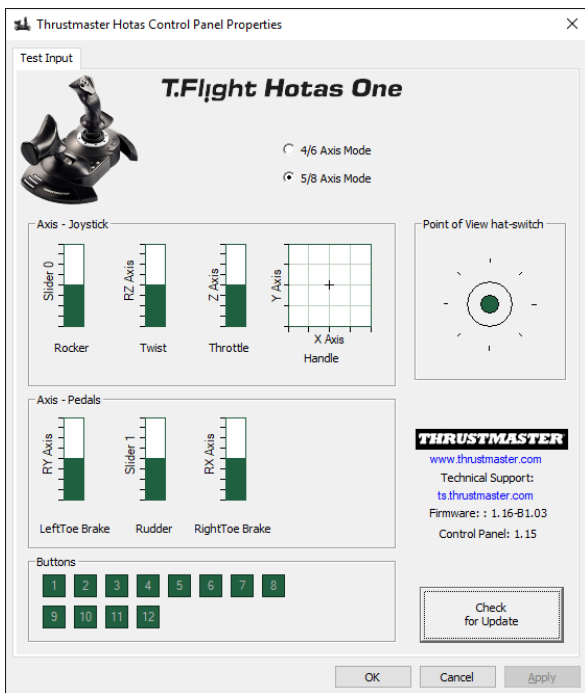 Thrustmaster Hotas Control Panel Properties
Test Input
T.Flight Hotas One
4/6 Axis Mode
5/8 Axis Mode
Axis - Joystick
Slider 0
RZ Axis
Z Axis
Y Axis
X Axis
Rocker
Twist
Throttle
Handle
Point of View hat-switch
Axis - Pedals
RY Axis
Slider 1
RX Axis
LeftToe Brake
Rudder
RightToe Brake
THRUSTMASTER
www.thrustmaster.com
Technical Support:
ts.thrustmaster.com
Firmware: : 1.16-B1.03
Control Panel: 1.15
Buttons
1 2 3 4 5 6 7 8
9 10 11 12
Check
for Update
OK Cancel Apply